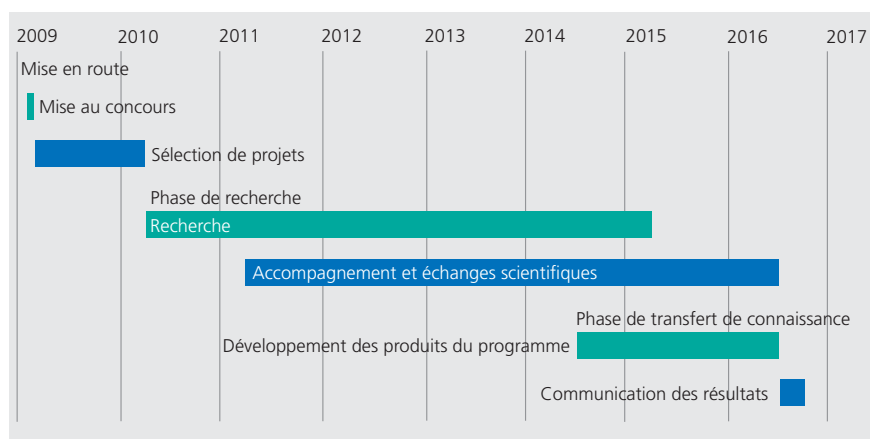 2009 2010 2011 2012 2013 2014 2015 2016 2017
Mise en route
Mise au concours
Sélection de projets
Phase de recherche
Recherche
Accompagnement et échanges scientifiques
Phase de transfert de connaissance
Développement des produits du programme
Communication des résultats